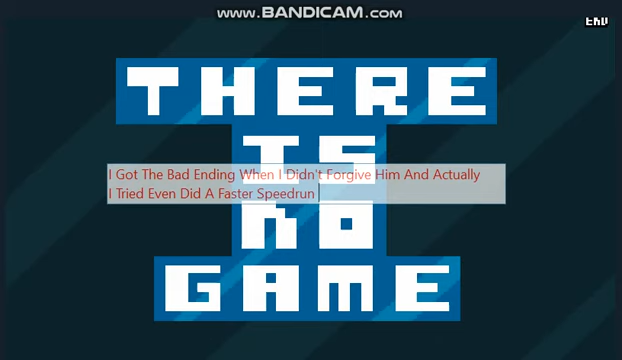 www.BANDICAM.com
THERE
IS
I Got The Bad Ending When I Didn't Forgive Him And Actually
I Tried Even Did A Faster Speedrun
NO
GAME